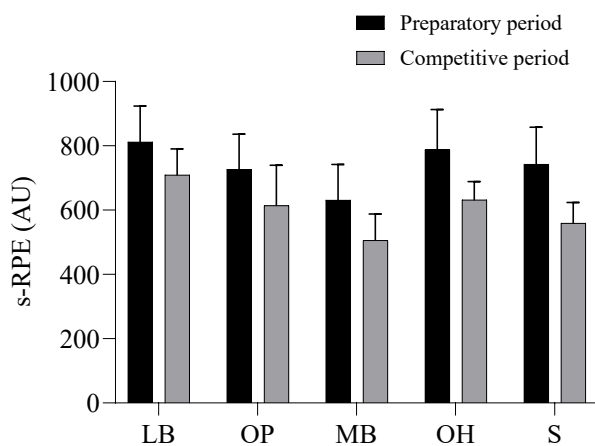 Preparatory period
Competitive period
1000
800
600
400
200
0
s-RPE (AU)
LB OP MB OH S